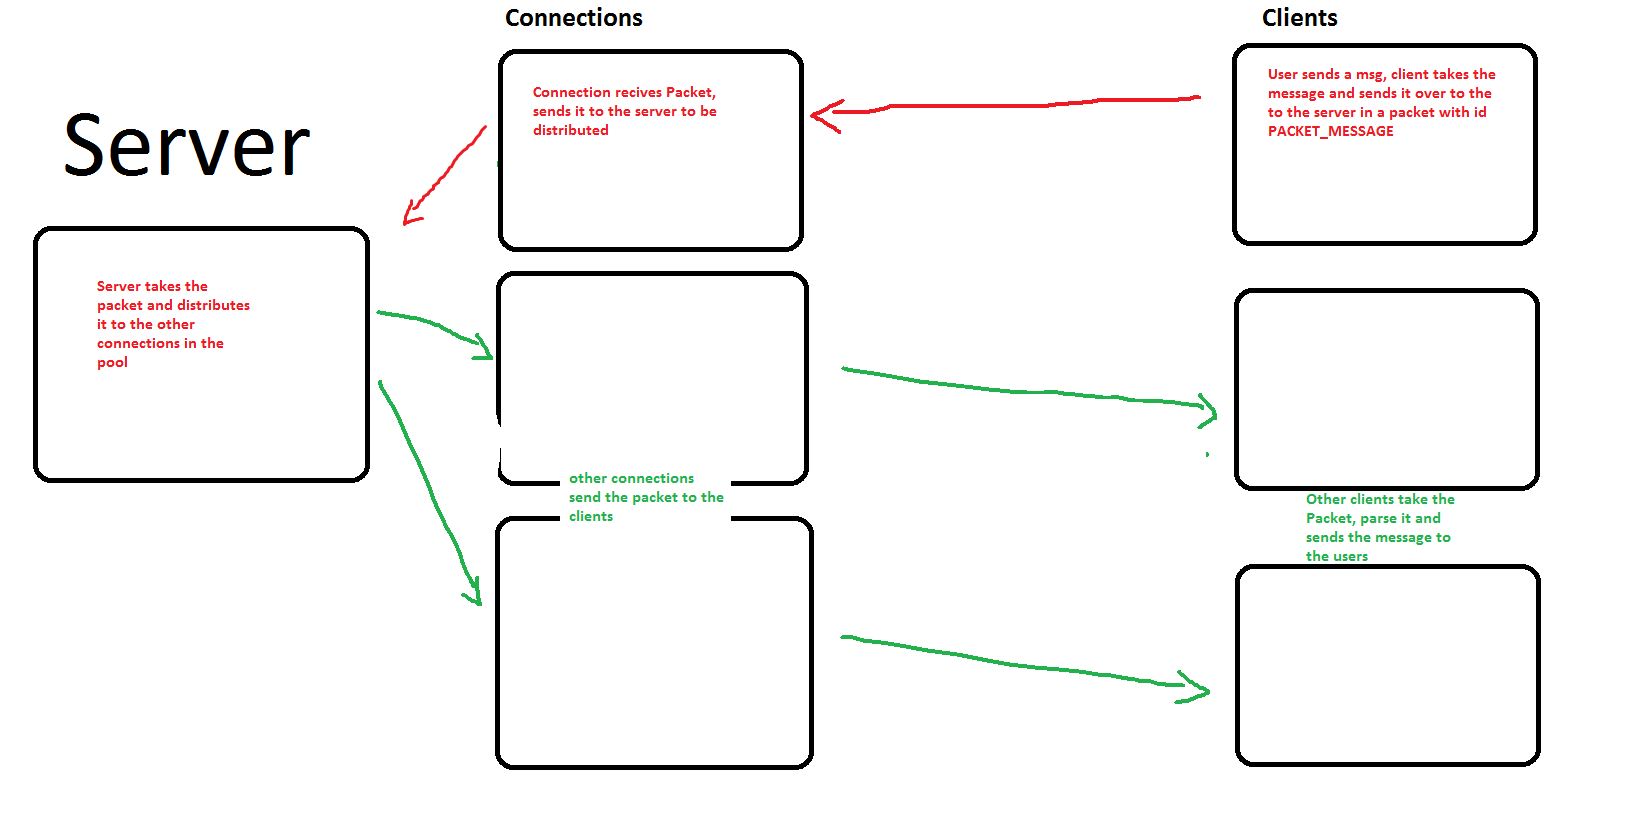 Connections
Clients
Server
Connection recives Packet,
sends it to the server to be
distributed
User sends a msg, client takes the
message and sends it over to the
to the server in a packet with id
PACKET_MESSAGE
Server takes the
packet and distributes
it to the other
connections in the
pool
other connections
send the packet to the
clients
Other clients take the
Packet, parse it and
sends the message to
the users